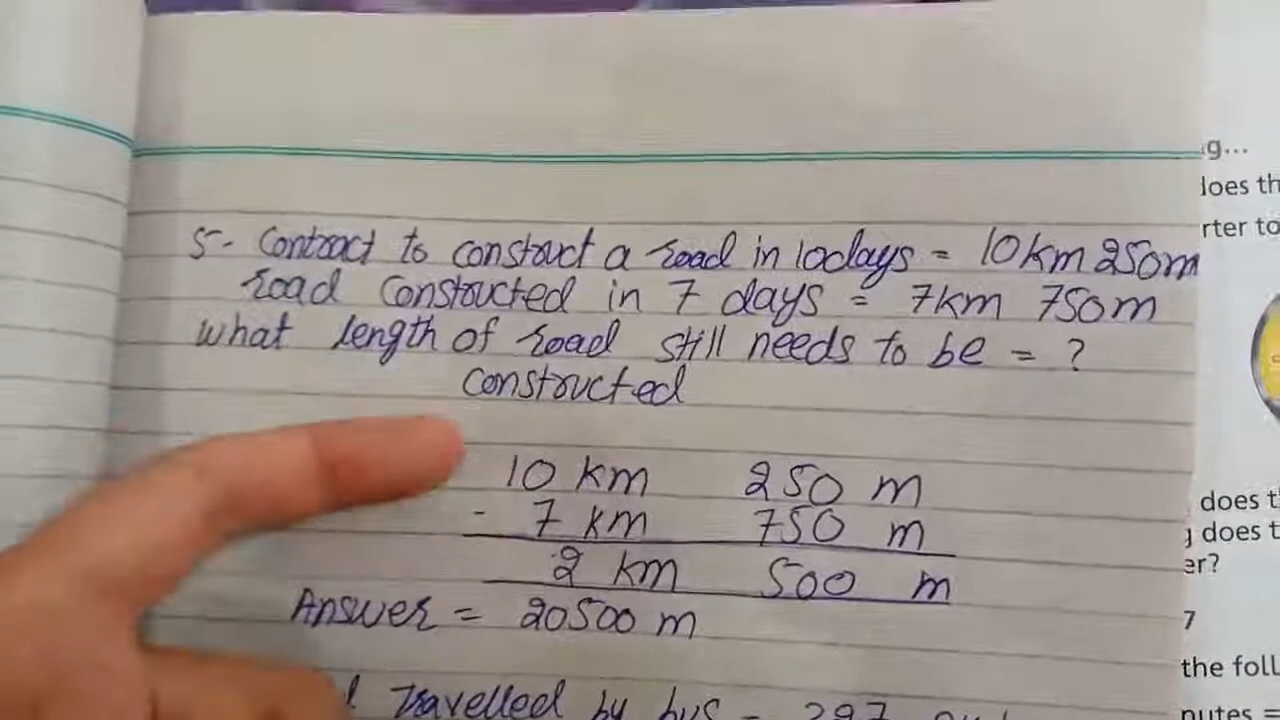 g...
does th
rter to
5- Contract to construct a road in 10days = 10km 250m
road constructed in 7 days = 7km 750m
what length of road still needs to be = ?
constructed
10 km 250 m
- 7 km 750 m
2 km 500 m
Answer = 20500 m
does t
g does t
er?
7
the foll
travelled by bus = 297
nutes =